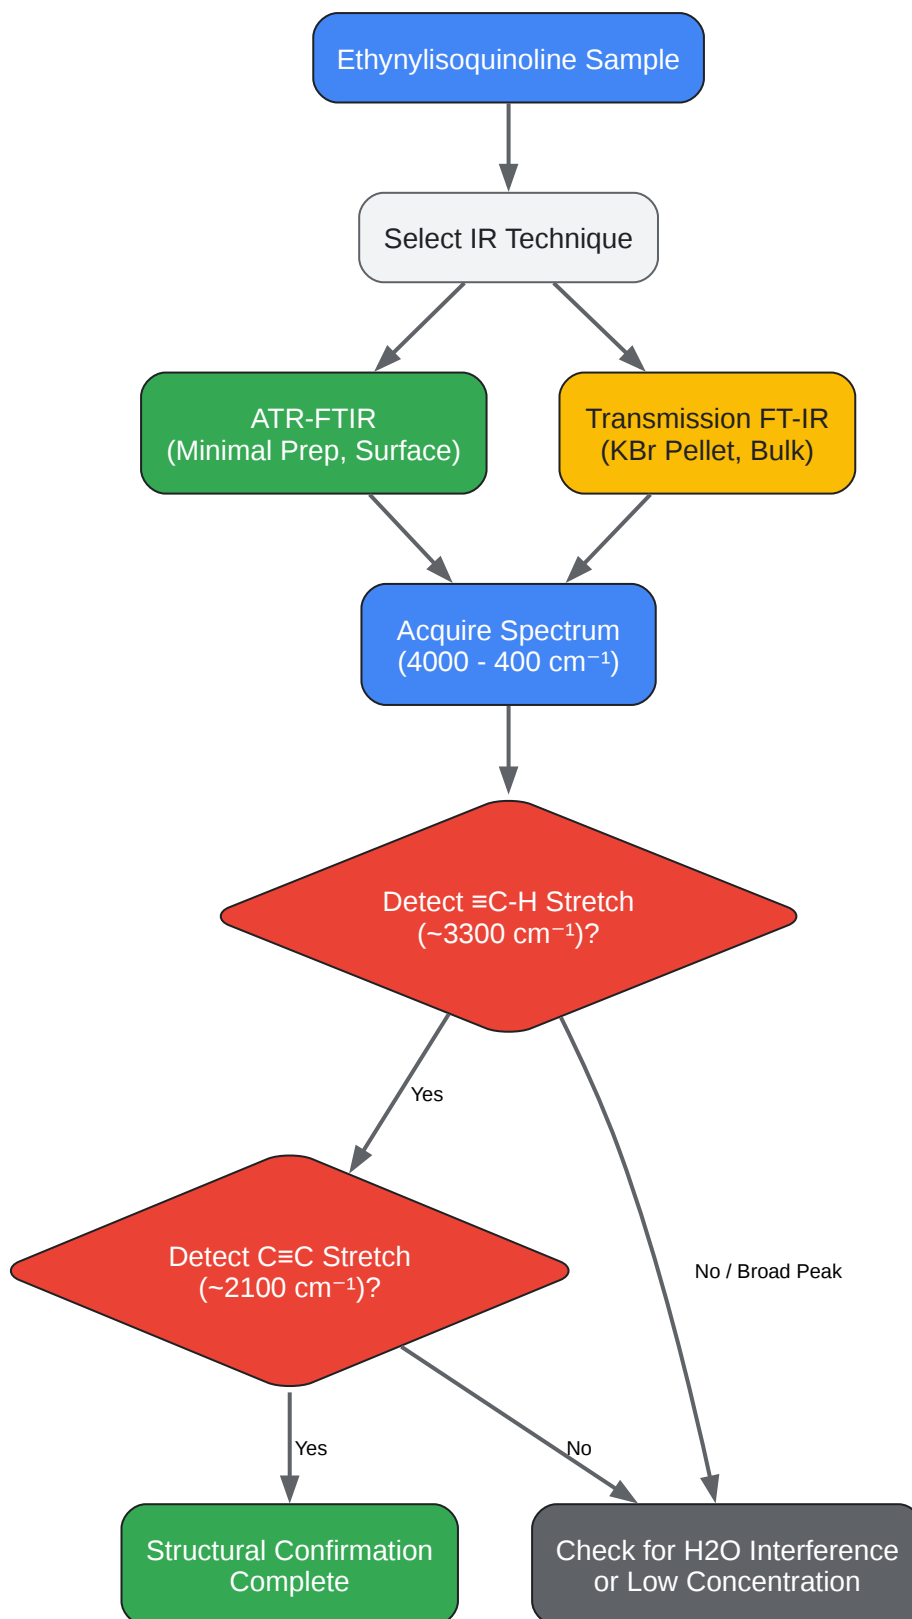 Ethynylisoquinoline Sample
Select IR Technique
ATR-FTIR
(Minimal Prep, Surface)
Transmission FT-IR
(KBr Pellet, Bulk)
Acquire Spectrum
(4000 - 400 cm⁻¹)
Detect ≡C-H Stretch
(~3300 cm⁻¹)?
Yes
Detect C≡C Stretch
(~2100 cm⁻¹)?
No / Broad Peak
Yes
No
Structural Confirmation
Complete
Check for H2O Interference
or Low Concentration